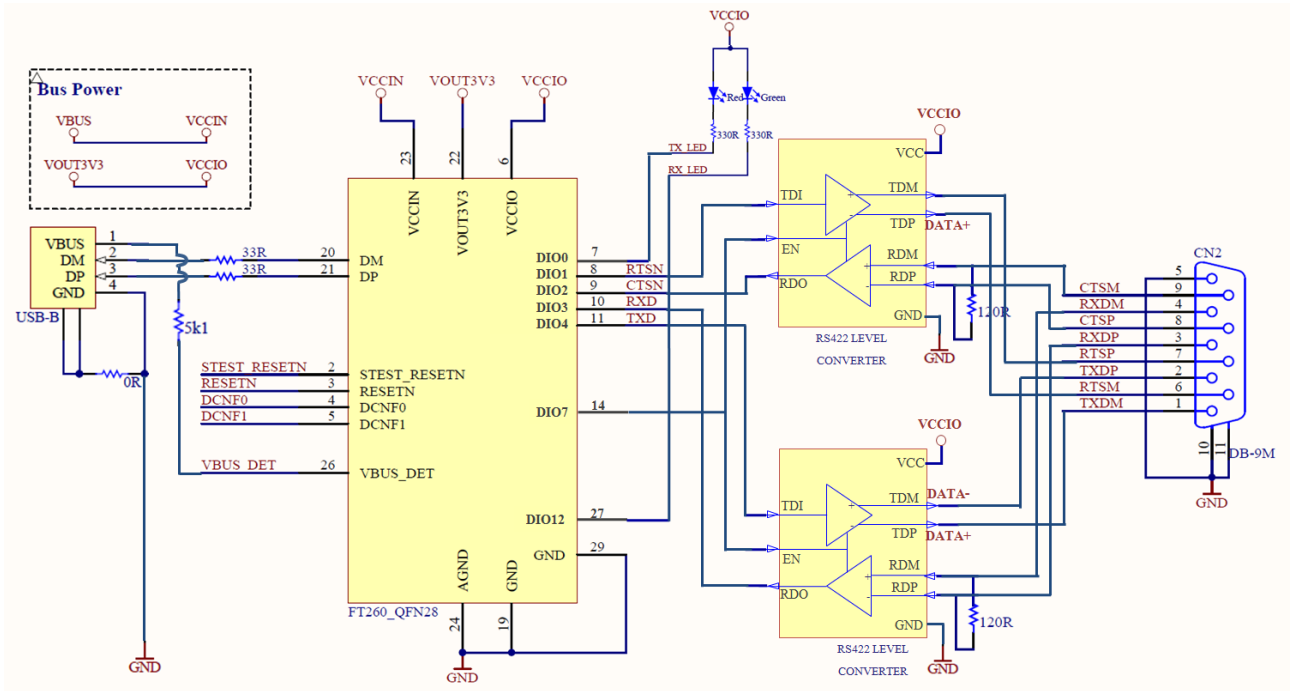 Bus Power
VBUS VCCIN
VOUT3V3 VCCIO
VCCIN VOUT3V3 VCCIO
23 22 6
VCCIN VOUT3V3 VCCIO
VCCIO
Red Green
330R 330R
TX_LED
RX_LED
VBUS 1
DM 2
DP 3
GND 4
USB-B
33R
33R
5k1
0R
GND
20 DM
21 DP
STEST_RESETN 2 STEST_RESETN
RESETN 3 RESETN
DCNF0 4 DCNF0
DCNF1 5 DCNF1
VBUS_DET 26 VBUS_DET
DIO0 7
DIO1 8 RTSN
DIO2 9 CTSN
DIO3 10 RXD
DIO4 11 TXD
DIO7 14
DIO12 27
GND 29
AGND GND
24 19
FT260_QFN28
GND
VCCIO
VCC
TDI TDM
TDP DATA+
EN
RDM
RDO RDP
GND
+
-
+
-
120R
RS422 LEVEL
CONVERTER
GND
VCCIO
VCC
TDI TDM DATA-
TDP DATA+
EN
RDM
RDO RDP
GND
+
-
+
-
120R
RS422 LEVEL
CONVERTER
GND
CN2
5
CTSM 9
RXDM 4
CTSP 8
RXDP 3
RTSP 7
TXDP 2
RTSM 6
TXDM 1
10 11
DB-9M
GND